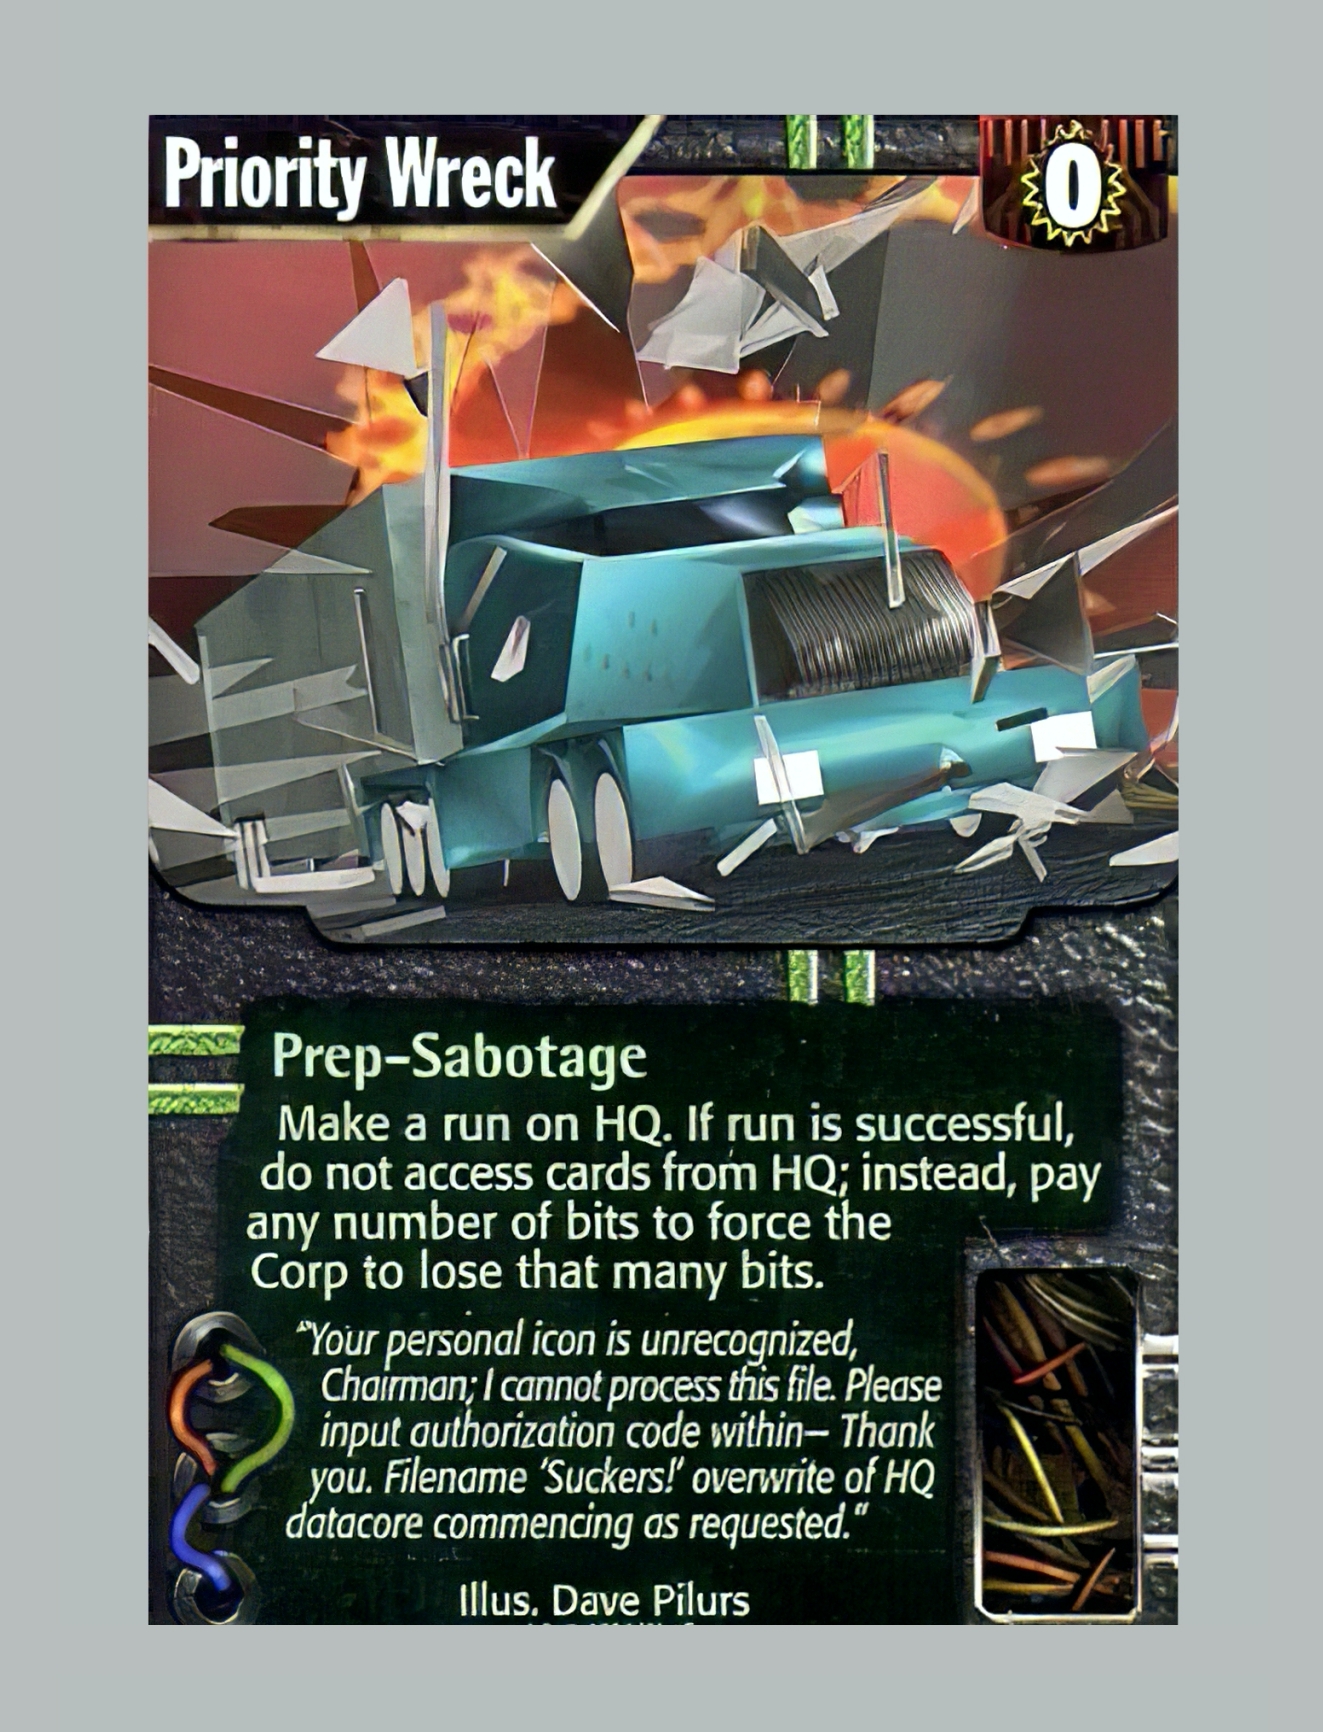 Priority Wreck
0
Prep-Sabotage
Make a run on HQ. If run is successful,
do not access cards from HQ; instead, pay
any number of bits to force the
Corp to lose that many bits.
"Your personal icon is unrecognized,
Chairman; I cannot process this file. Please
input authorization code within— Thank
you. Filename 'Suckers!' overwrite of HQ
datacore commencing as requested."
Illus. Dave Pilurs